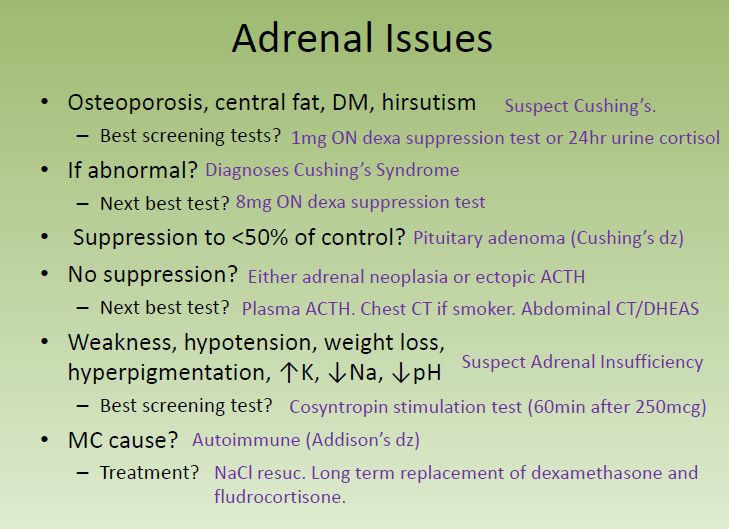 Adrenal Issues
• Osteoporosis, central fat, DM, hirsutism Suspect Cushing's.
– Best screening tests? 1mg ON dexa suppression test or 24hr urine cortisol
• If abnormal? Diagnoses Cushing's Syndrome
– Next best test? 8mg ON dexa suppression test
• Suppression to <50% of control? Pituitary adenoma (Cushing's dz)
• No suppression? Either adrenal neoplasia or ectopic ACTH
– Next best test? Plasma ACTH. Chest CT if smoker. Abdominal CT/DHEAS
• Weakness, hypotension, weight loss,
hyperpigmentation, ↑K, ↓Na, ↓pH Suspect Adrenal Insufficiency
– Best screening test? Cosyntropin stimulation test (60min after 250mcg)
• MC cause? Autoimmune (Addison's dz)
– Treatment? NaCl resuc. Long term replacement of dexamethasone and
fludrocortisone.